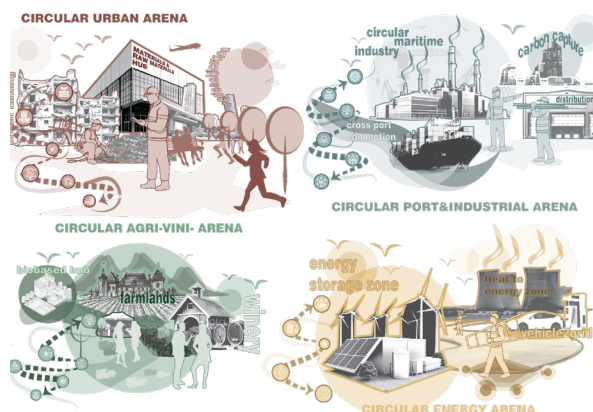 CIRCULAR URBAN ARENA
MATERIALS &
RAW MATERIALS
HUB
circular maritime
industry
carbon capture
distribution
cross port
connection
CIRCULAR PORT&INDUSTRIAL ARENA
CIRCULAR AGRI-VINI- ARENA
biobased hub
farmlands
winery
energy
storage zone
heat to
energy zone
CIRCULAR ENERGY ARENA